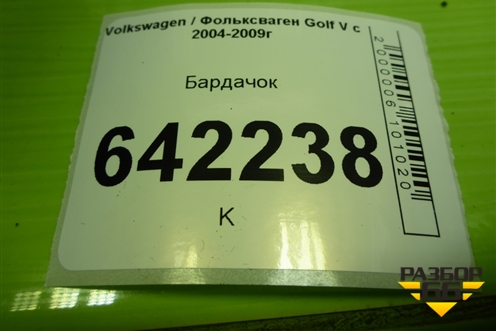 Volkswagen / Фольксваген Golf V с
2004-2009г
Бардачок
642238
К
2000006101020
РАЗБОР
66